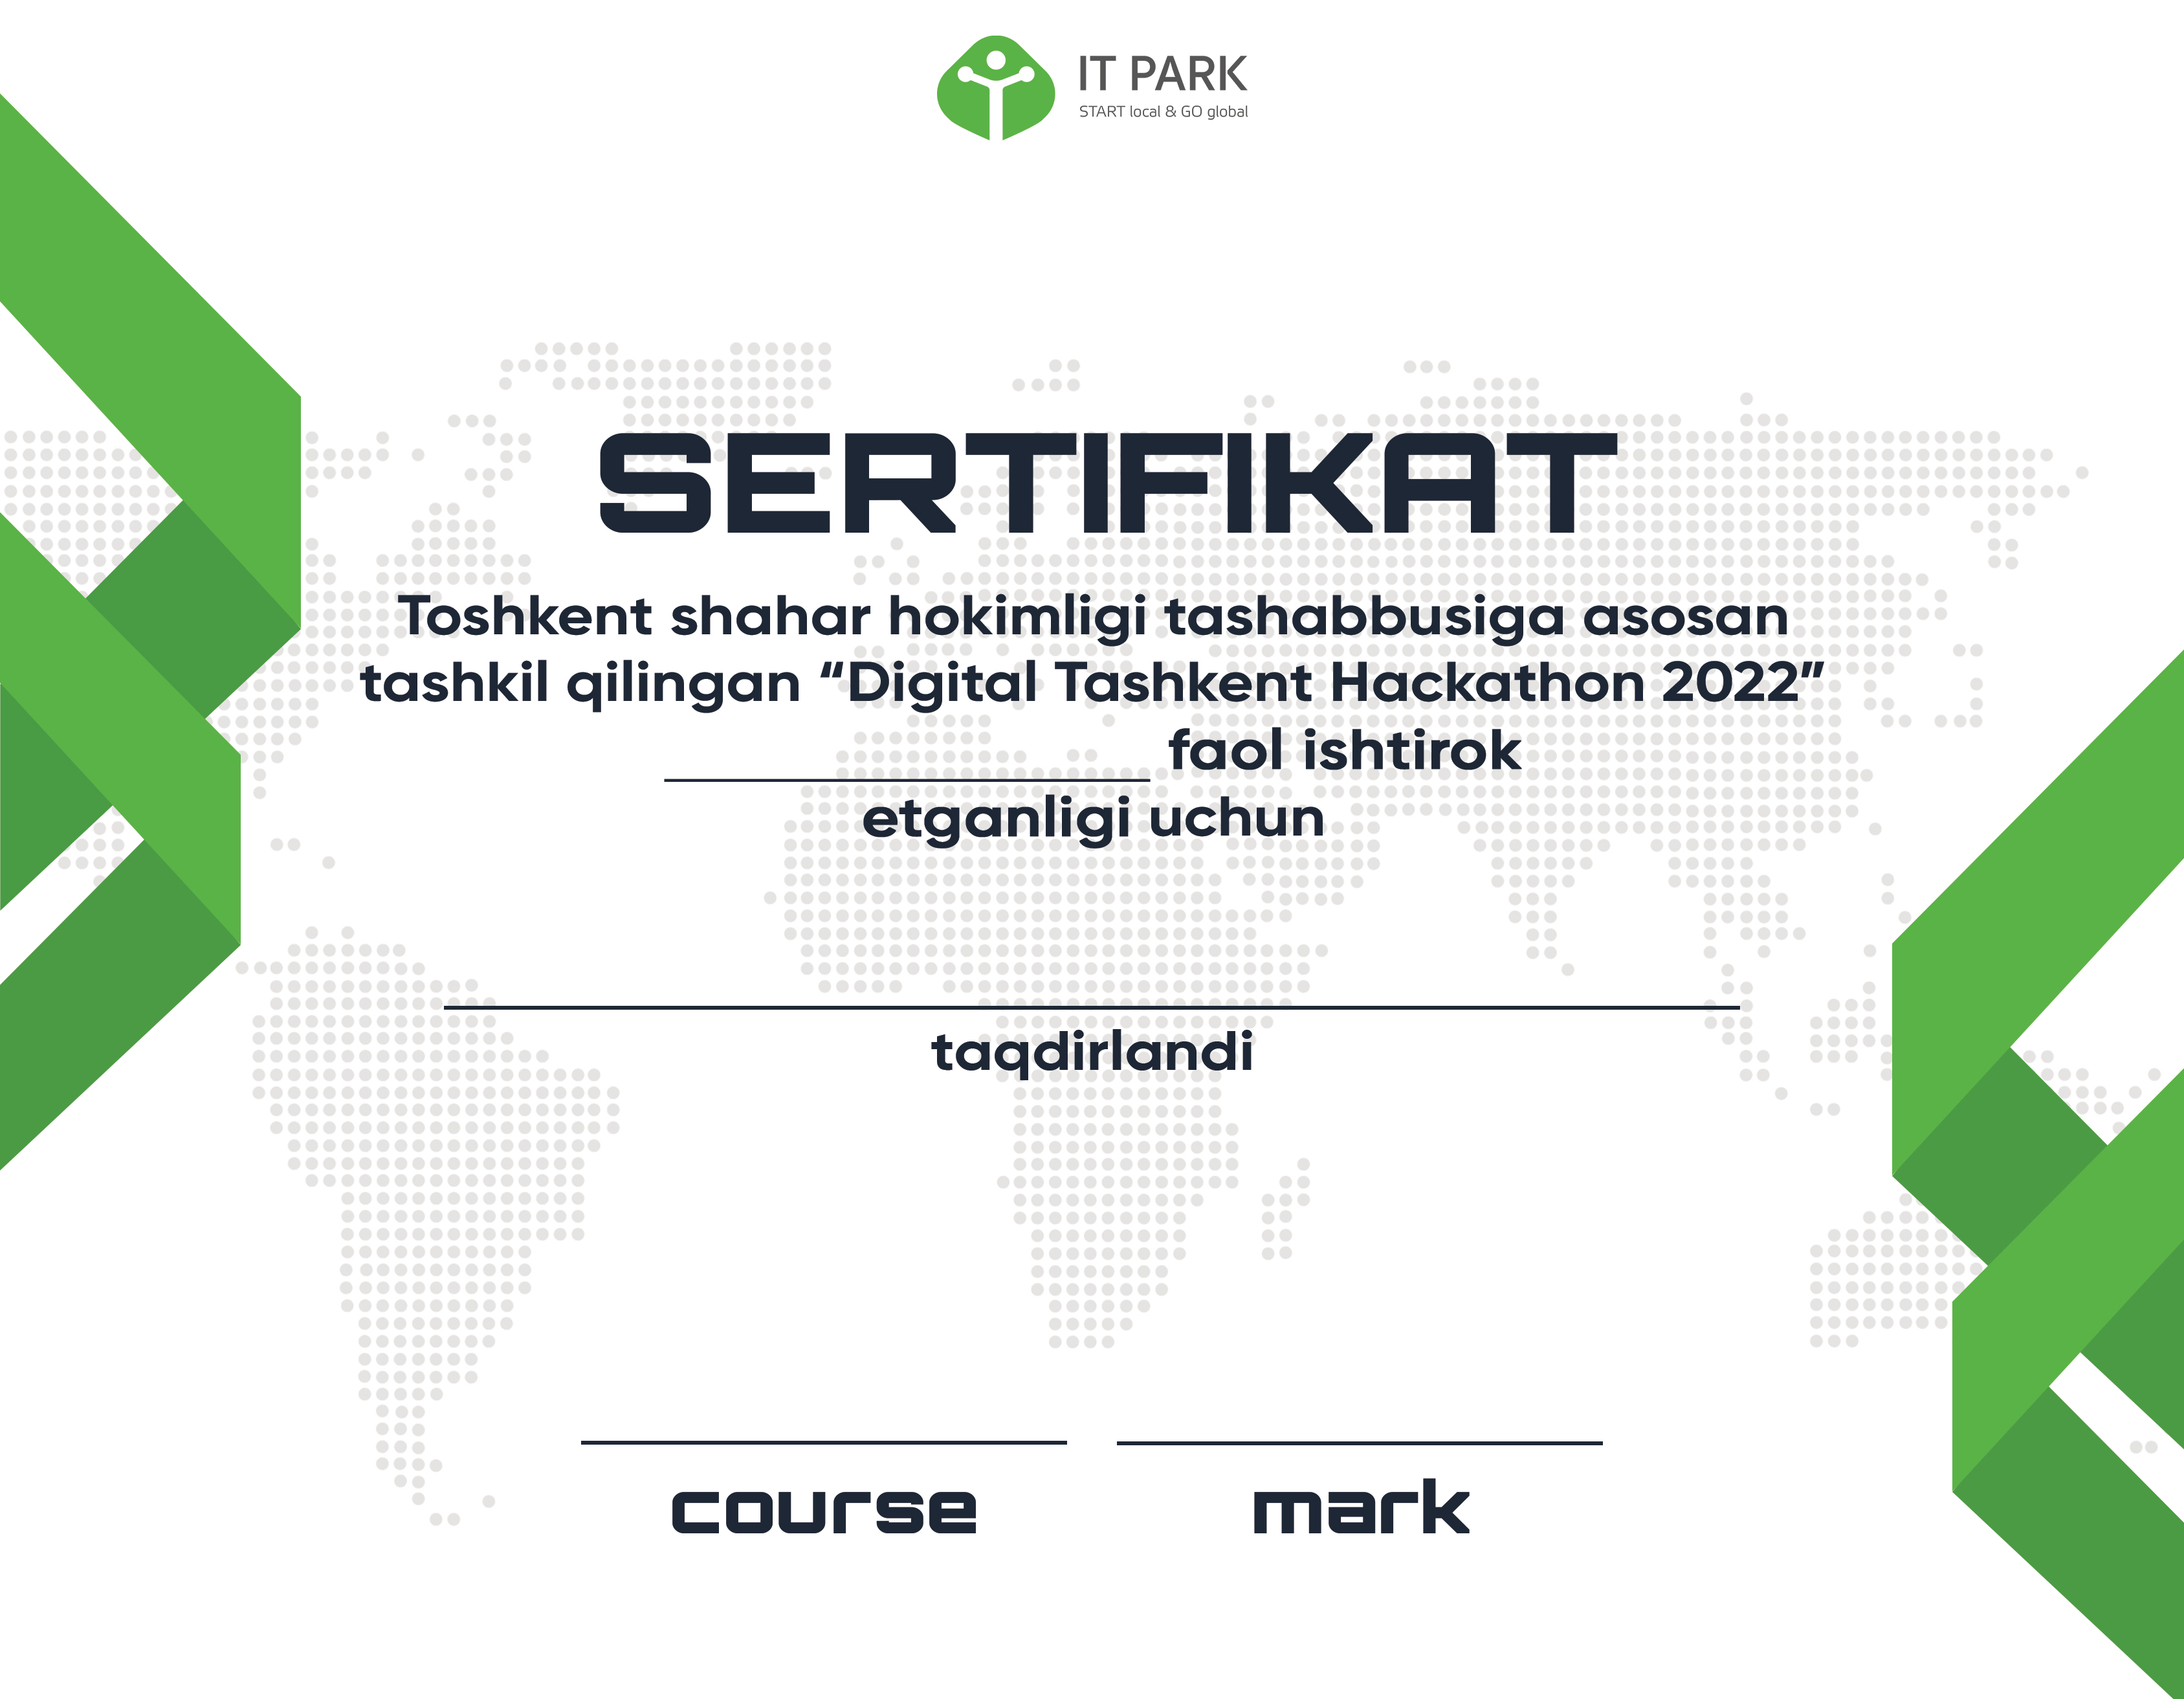 IT PARK
START local & GO global
SERTIFIKAT
Toshkent shahar hokimligi tashabbusiga asosan
tashkil qilingan “Digital Tashkent Hackathon 2022”
faol ishtirok
etganligi uchun
taqdirlandi
course
mark